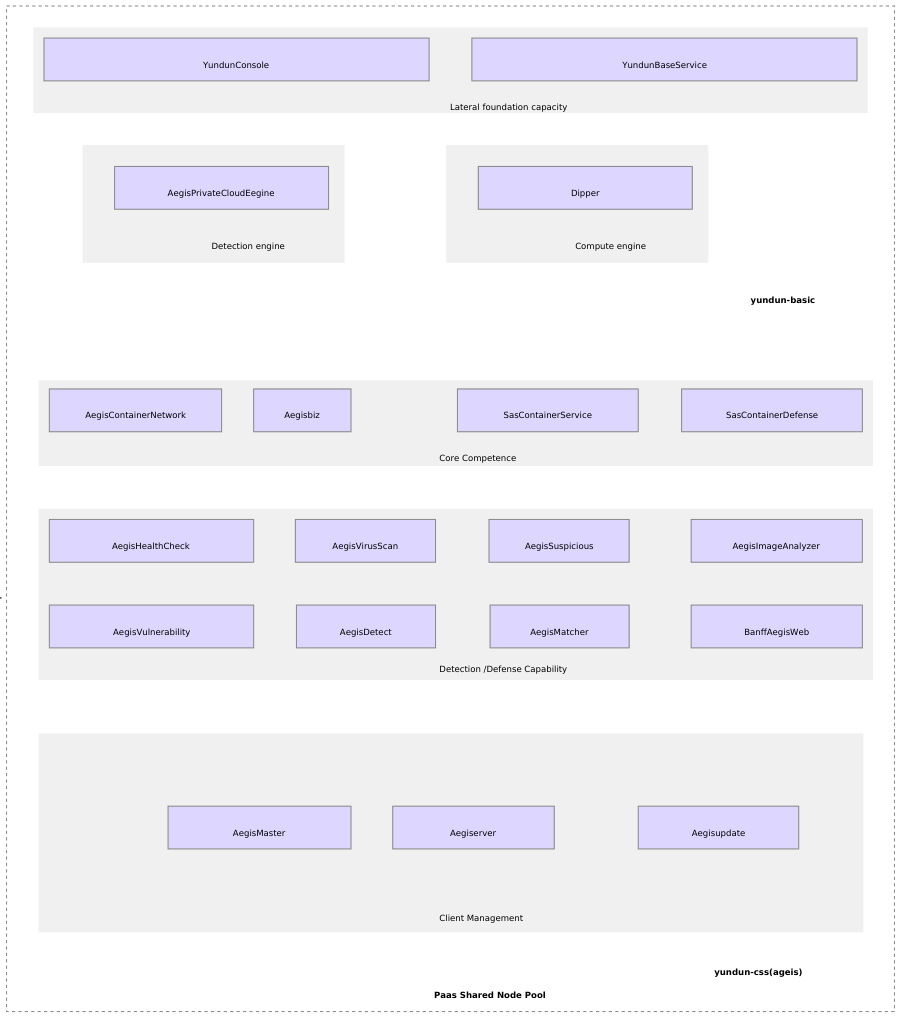 YundunConsole
YundunBaseService
Lateral foundation capacity
AegisPrivateCloudEegine
Dipper
Detection engine
Compute engine
yundun-basic
AegisContainerNetwork
Aegisbiz
SasContainerService
SasContainerDefense
Core Competence
AegisHealthCheck
AegisVirusScan
AegisSuspicious
AegisImageAnalyzer
AegisVulnerability
AegisDetect
AegisMatcher
BanffAegisWeb
Detection /Defense Capability
AegisMaster
Aegiserver
Aegisupdate
Client Management
yundun-css(ageis)
Paas Shared Node Pool